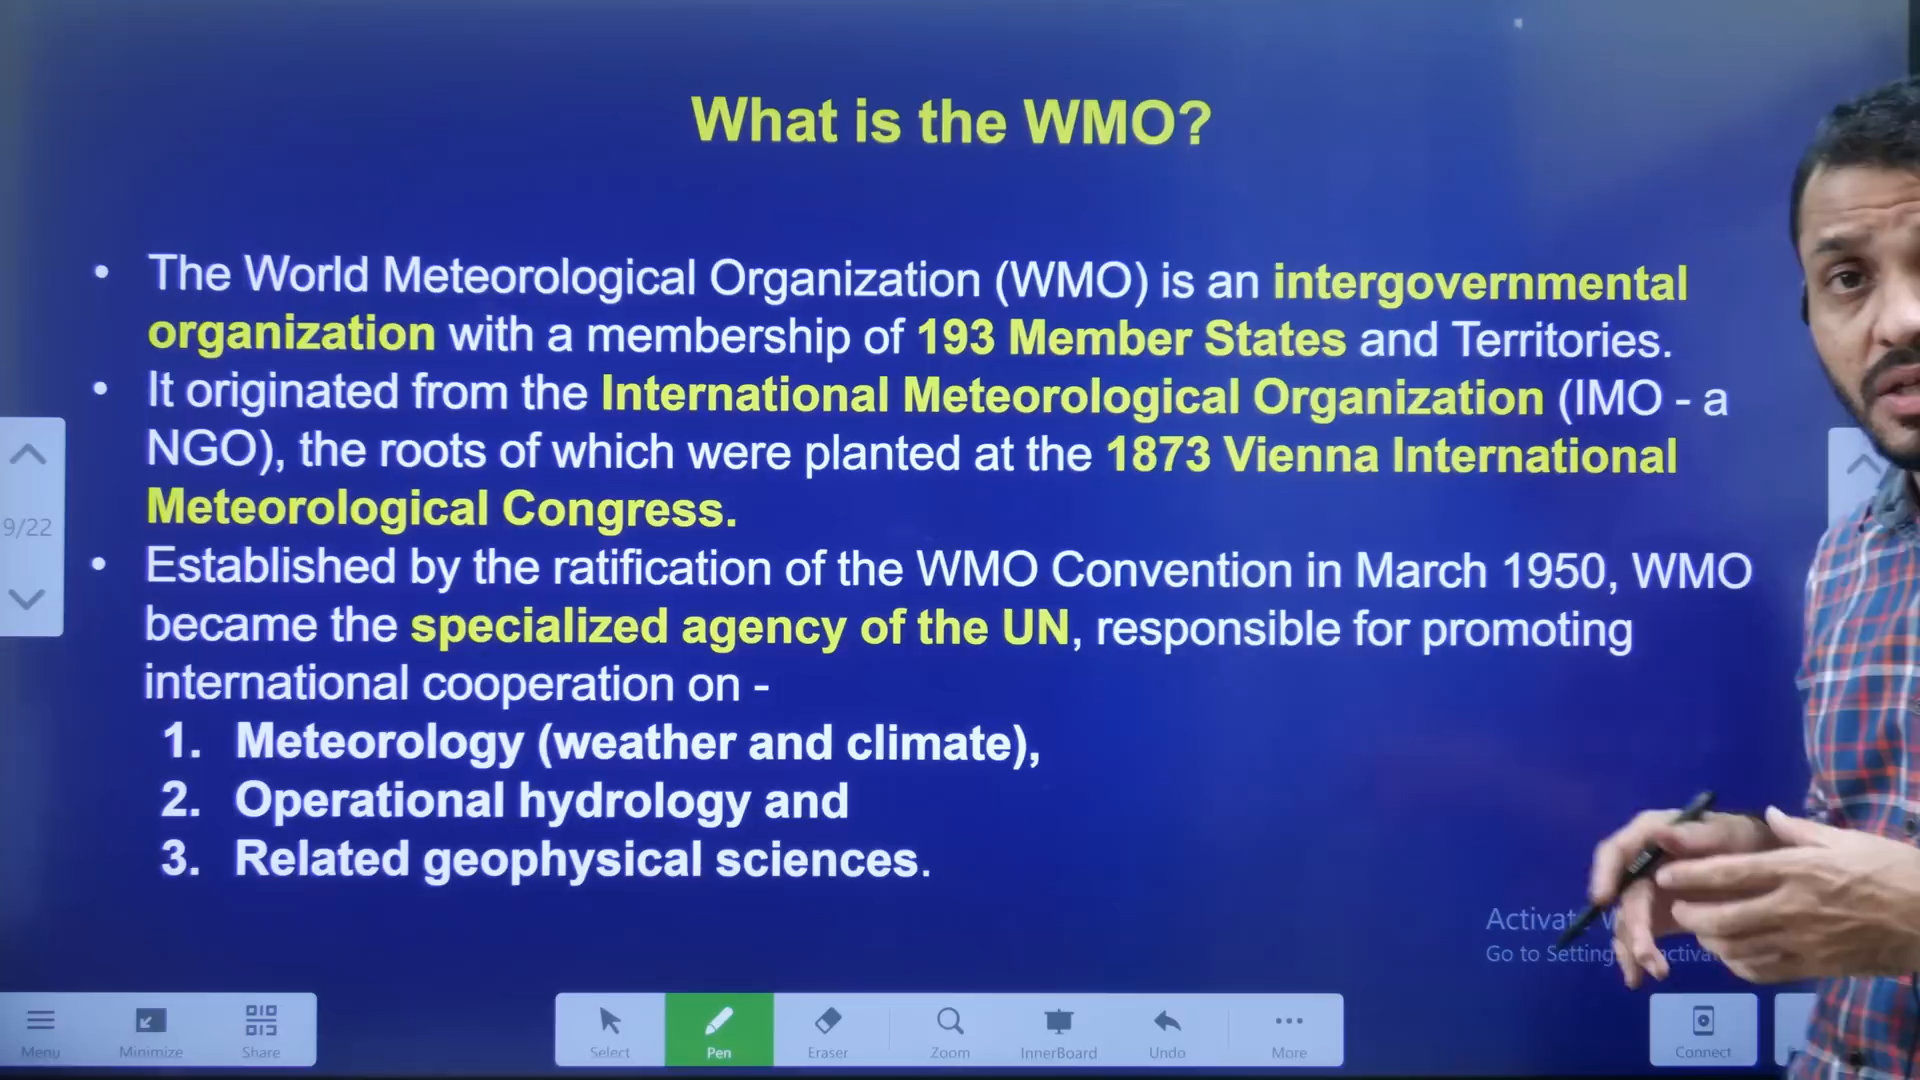 What is the WMO?
• The World Meteorological Organization (WMO) is an intergovernmental
organization with a membership of 193 Member States and Territories.
• It originated from the International Meteorological Organization (IMO - a
NGO), the roots of which were planted at the 1873 Vienna International
Meteorological Congress.
9/22
• Established by the ratification of the WMO Convention in March 1950, WMO
became the specialized agency of the UN, responsible for promoting
international cooperation on -
1. Meteorology (weather and climate),
2. Operational hydrology and
3. Related geophysical sciences.
Go to
Menu Minimize Share Select Pen Eraser Zoom InnerBoard Undo More Connect